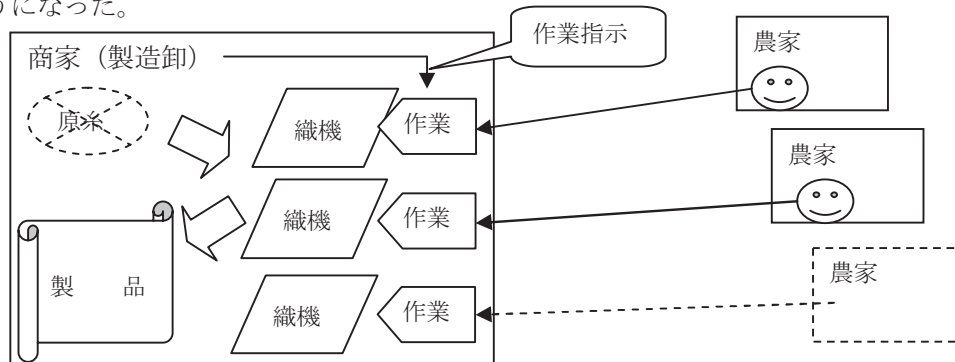 うになった。
作業指示
商家（製造卸）
農家
原糸
織機
作業
農家
織機
作業
製　品
農家
織機
作業